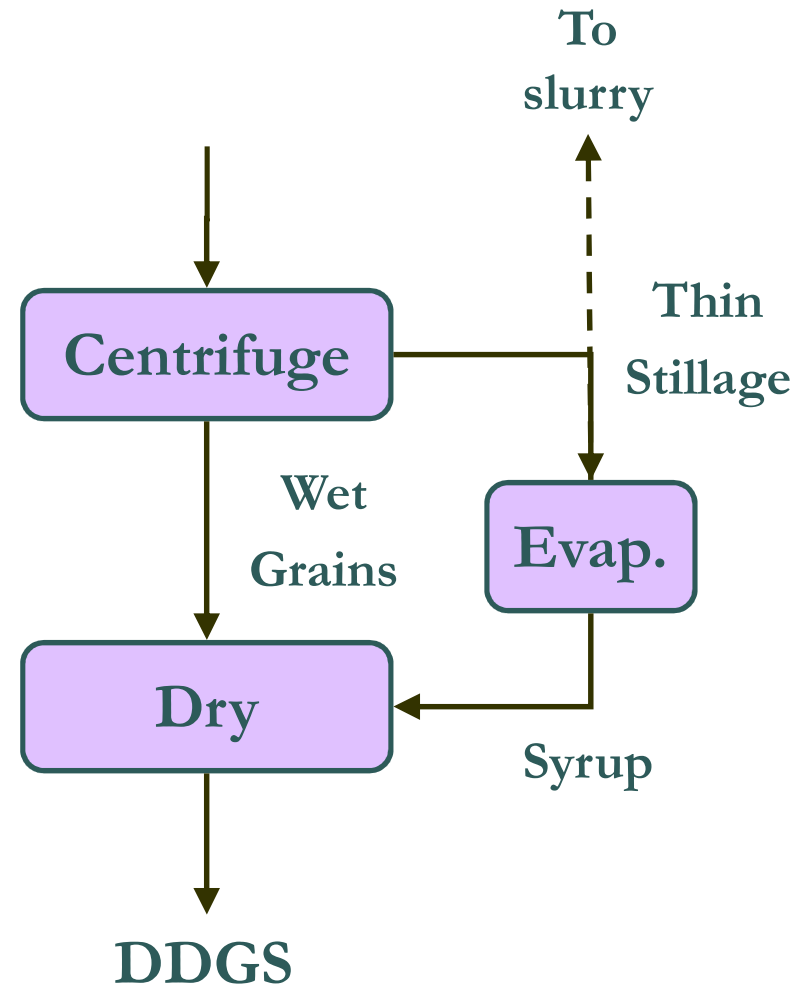 To
slurry
Thin
Centrifuge
Stillage
Wet
Grains
Evap.
Dry
Syrup
DDGS